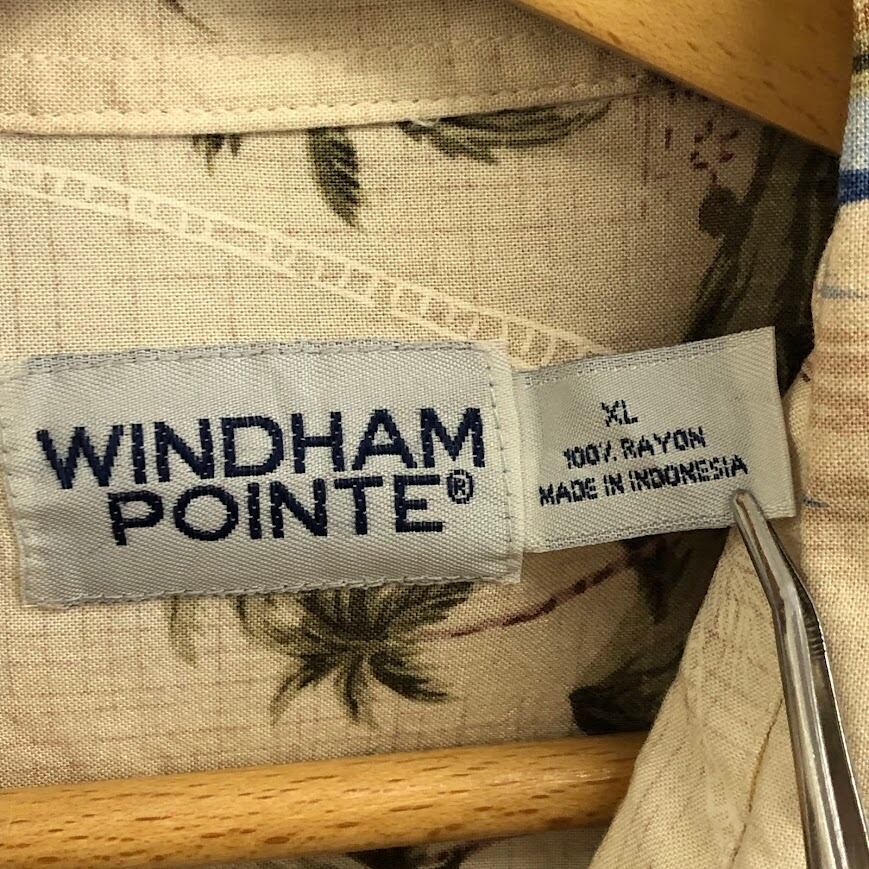 WINDHAM
POINTE®
XL
100% RAYON
MADE IN INDONESIA